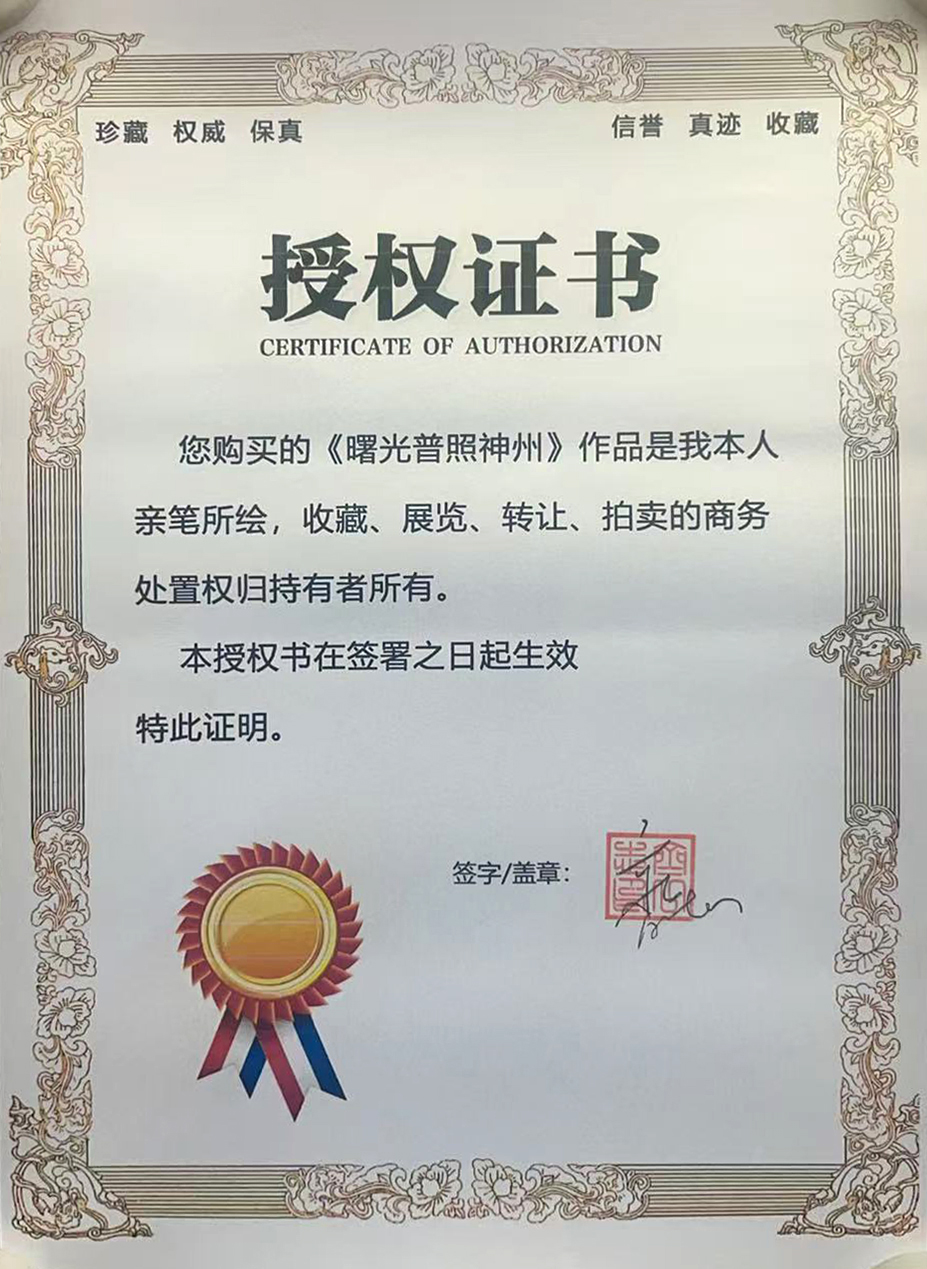 珍藏 权威 保真
信誉 真迹 收藏
授权证书
CERTIFICATE OF AUTHORIZATION
您购买的《曙光普照神州》作品是我本人
亲笔所绘，收藏、展览、转让、拍卖的商务
处置权归持有者所有。
本授权书在签署之日起生效
特此证明。
签字/盖章：